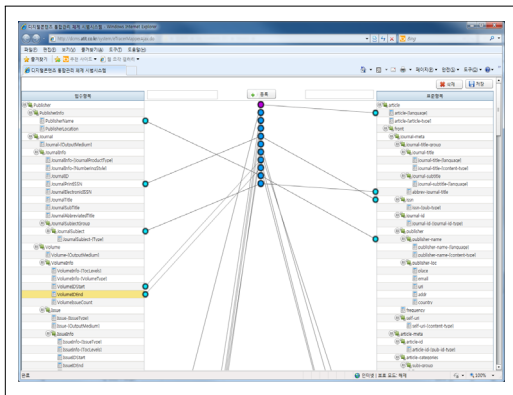 디지털콘텐츠 통합관리 체계 시범시스템 - Windows Internet Explorer
Bing
파일(F) 편집(E) 보기(V) 즐겨찾기(A) 도구(T) 도움말(H)
즐겨찾기
디지털콘텐츠 통합관리 체계 시범시스템
페이지(P) 안전(S) 도구(O)
삭제 저장
접수항목
등록
표준항목
Publisher
PublisherInfo
PublisherName
PublisherLocation
Journal
Journal-(OutputMedium)
JournalInfo
JournalInfo-(JournalProductType)
JournalInfo-(NumberingStyle)
JournalID
JournalPrintISSN
JournalElectronicISSN
JournalTitle
JournalSubTitle
JournalAbbreviatedTitle
JournalSubjectGroup
JournalSubject
JournalSubject-(Type)
Volume
Volume-(OutputMedium)
VolumeInfo
VolumeInfo-(TocLevels)
VolumeInfo-(VolumeType)
VolumeIDStart
VolumeIDEnd
VolumeIssueCount
Issue
Issue-(IssueType)
Issue-(OutputMedium)
IssueInfo
IssueInfo-(IssueType)
IssueInfo-(TocLevels)
IssueIDStart
IssueIDEnd
article
article-(language)
article-(article-type)
front
journal-meta
journal-title-group
journal-title
journal-title-(language)
journal-title-(content-type)
journal-subtitle
journal-subtitle-(language)
abbrev-journal-title
issn
issn-(pub-type)
journal-id
journal-id-(journal-id-type)
publisher
publisher-name
publisher-name-(language)
publisher-name-(content-type)
publisher-loc
place
email
uri
addr
country
frequency
self-uri
self-uri-(content-type)
article-meta
article-id
article-id-(pub-id-type)
article-categories
subj-group
완료
인터넷 | 보호 모드: 해제
100%